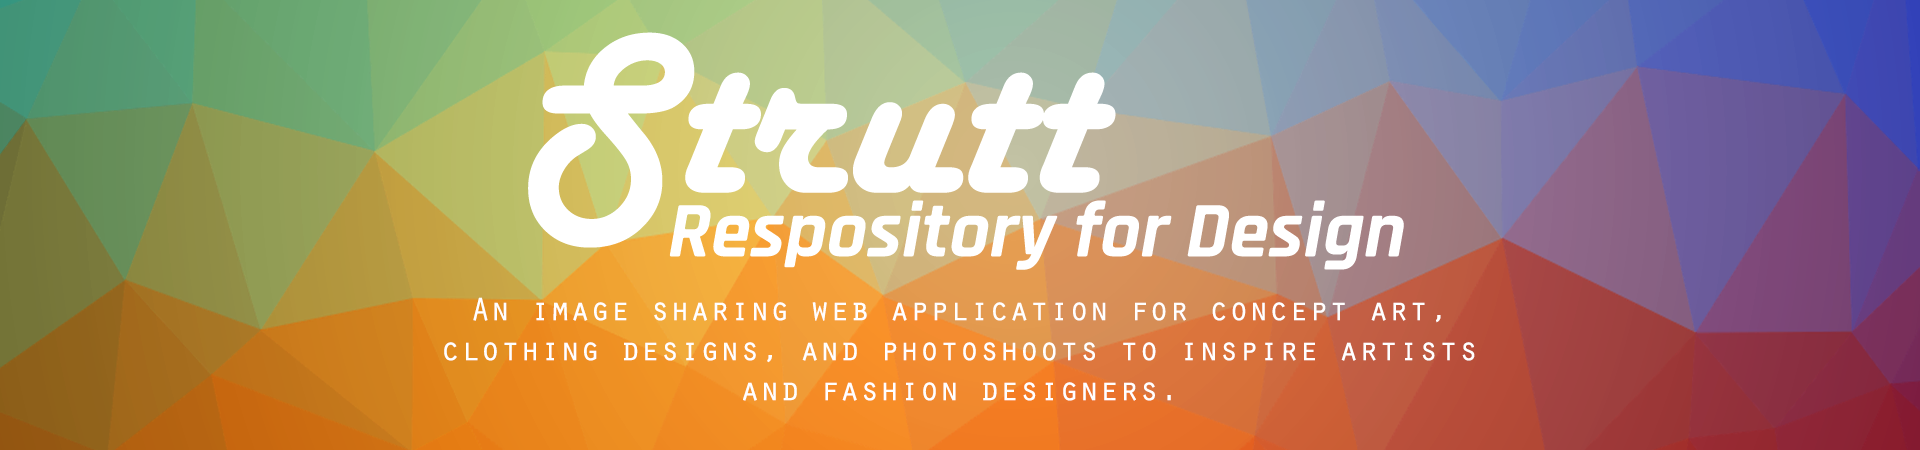 Strutt
Respository for Design
An image sharing web application for concept art,
clothing designs, and photoshoots to inspire artists
and fashion designers.